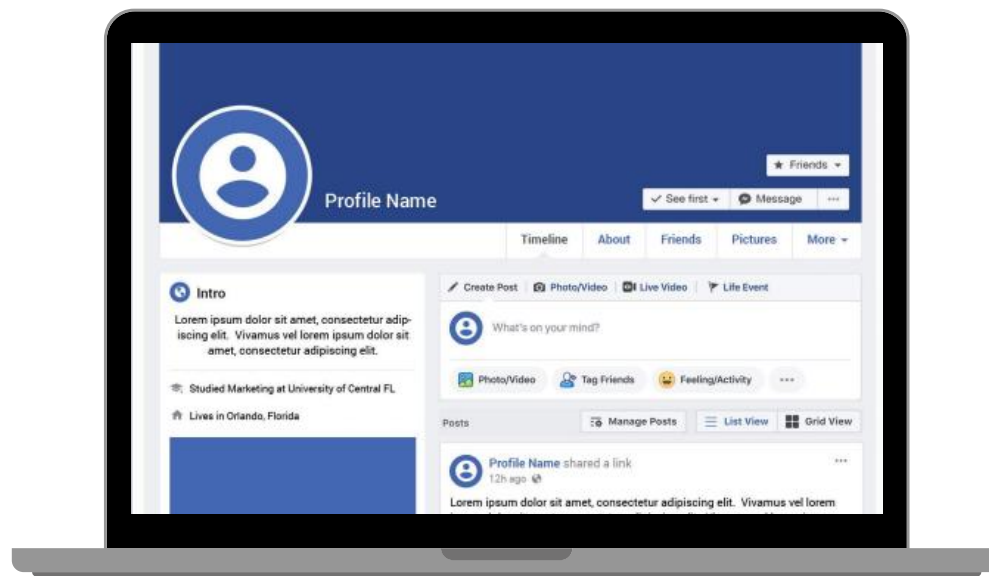 Friends
Profile Name
See first
Message
Timeline About Friends Pictures More
Intro
Lorem ipsum dolor sit amet, consectetur adip-
iscing elit. Vivamus vel lorem ipsum dolor sit
amet, consectetur adipiscing elit.
Studied Marketing at University of Central FL
Lives in Orlando, Florida
Create Post Photo/Video Live Video Life Event
What's on your mind?
Photo/Video Tag Friends Feeling/Activity
Posts Manage Posts List View Grid View
Profile Name shared a link
12h ago
Lorem ipsum dolor sit amet, consectetur adipiscing elit. Vivamus vel lorem